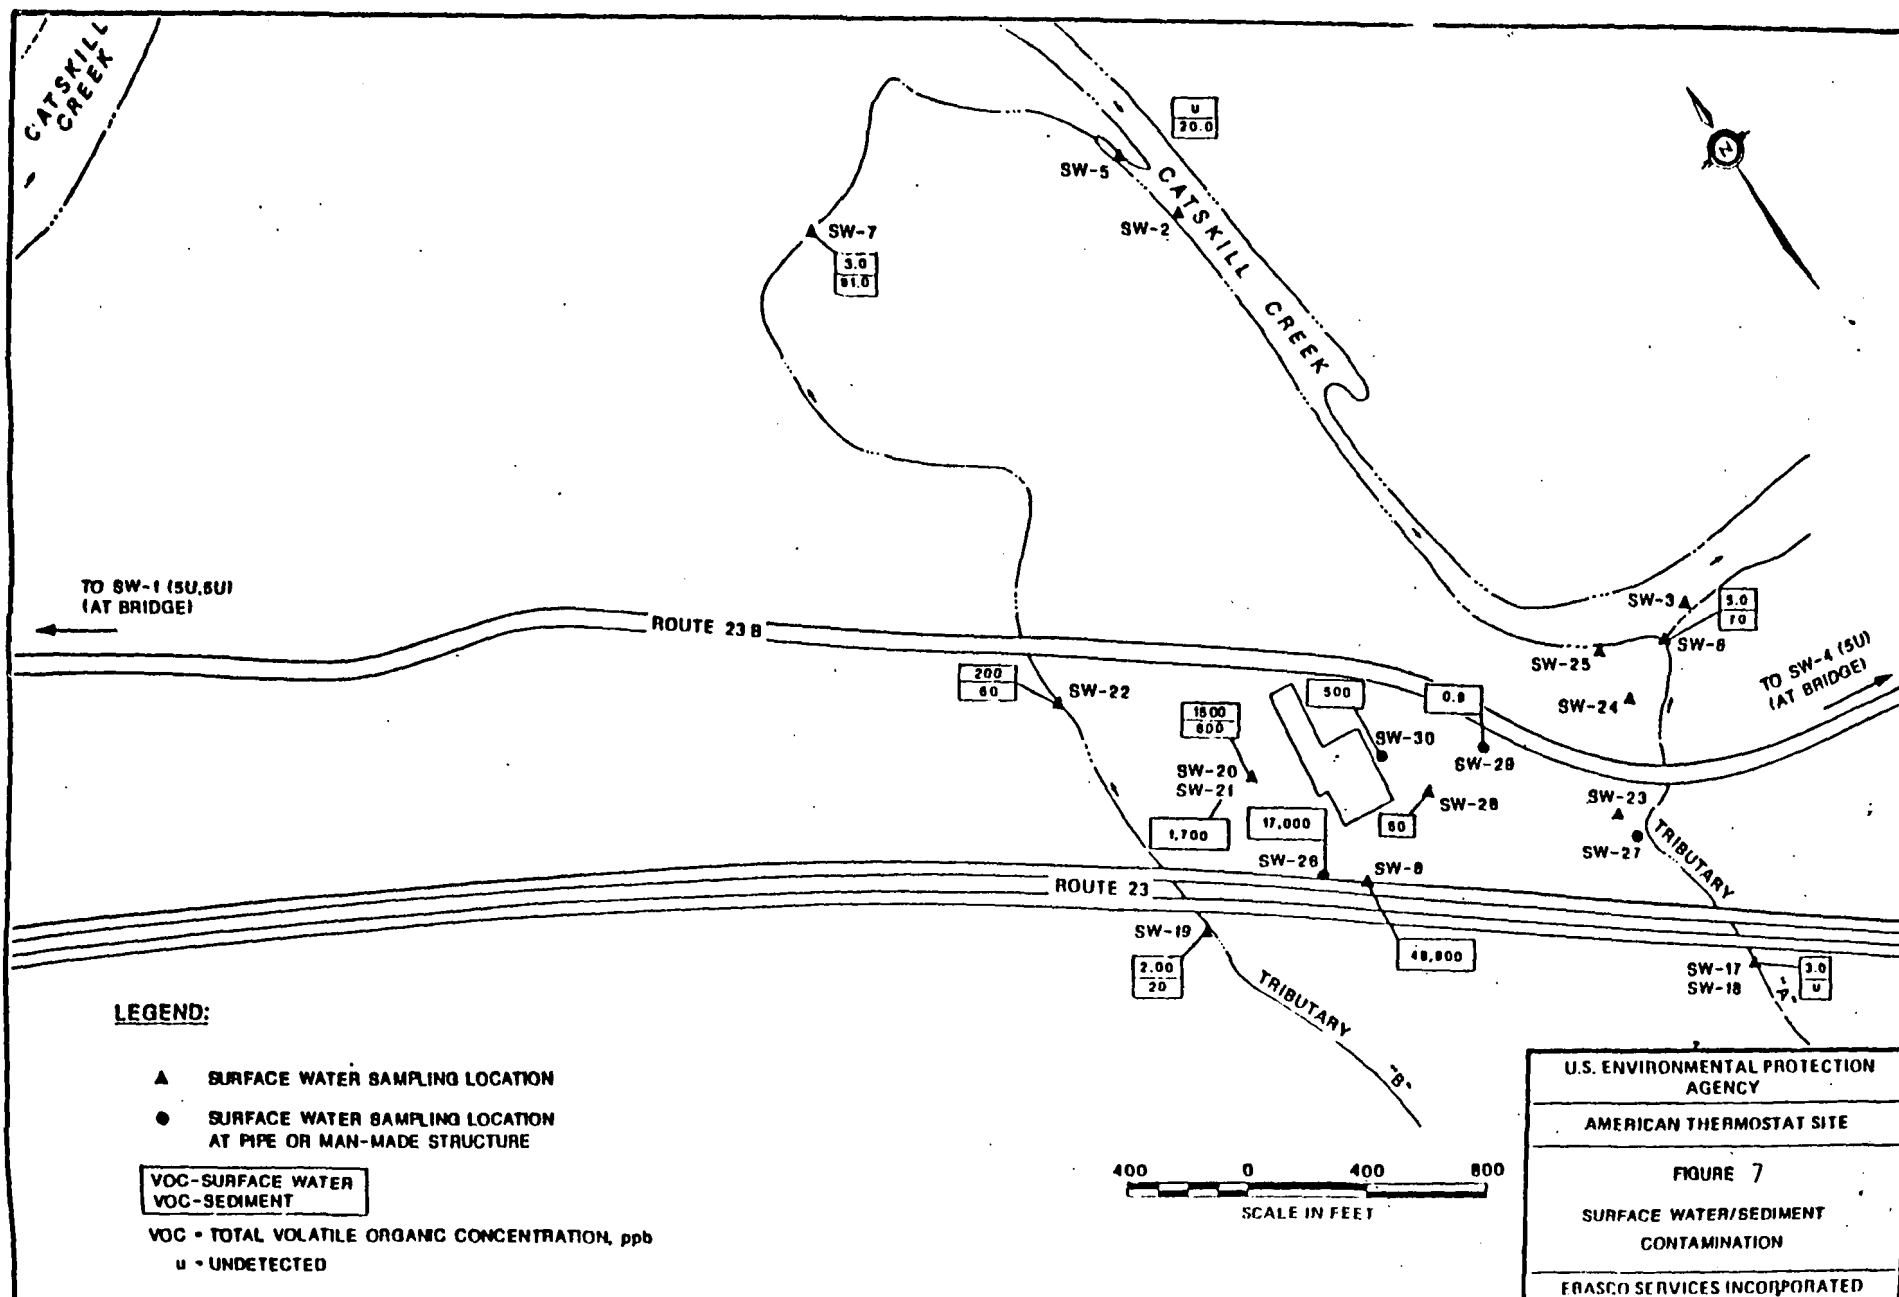 CATSKILL
CREEK
U
20.0
N
SW-5
SW-2
CATSKILL CREEK
SW-7
3.0
91.0
TO SW-1 (5U,6U)
(AT BRIDGE)
ROUTE 23B
SW-3
5.0
70
SW-8
SW-25
SW-24
TO SW-4 (5U)
(AT BRIDGE)
200
60
SW-22
1600
800
500
0.9
SW-30
SW-29
SW-20
SW-21
SW-28
SW-23
1,700
17,000
60
SW-27
SW-26
SW-8
TRIBUTARY
ROUTE 23
SW-19
2.00
20
48,800
SW-17
SW-18
3.0
U
"A"
TRIBUTARY
"B"
LEGEND:
▲ SURFACE WATER SAMPLING LOCATION
● SURFACE WATER SAMPLING LOCATION
AT PIPE OR MAN-MADE STRUCTURE
VOC-SURFACE WATER
VOC-SEDIMENT
VOC - TOTAL VOLATILE ORGANIC CONCENTRATION, ppb
u - UNDETECTED
400 0 400 800
SCALE IN FEET
U.S. ENVIRONMENTAL PROTECTION
AGENCY
AMERICAN THERMOSTAT SITE
FIGURE 7
SURFACE WATER/SEDIMENT
CONTAMINATION
EBASCO SERVICES INCORPORATED